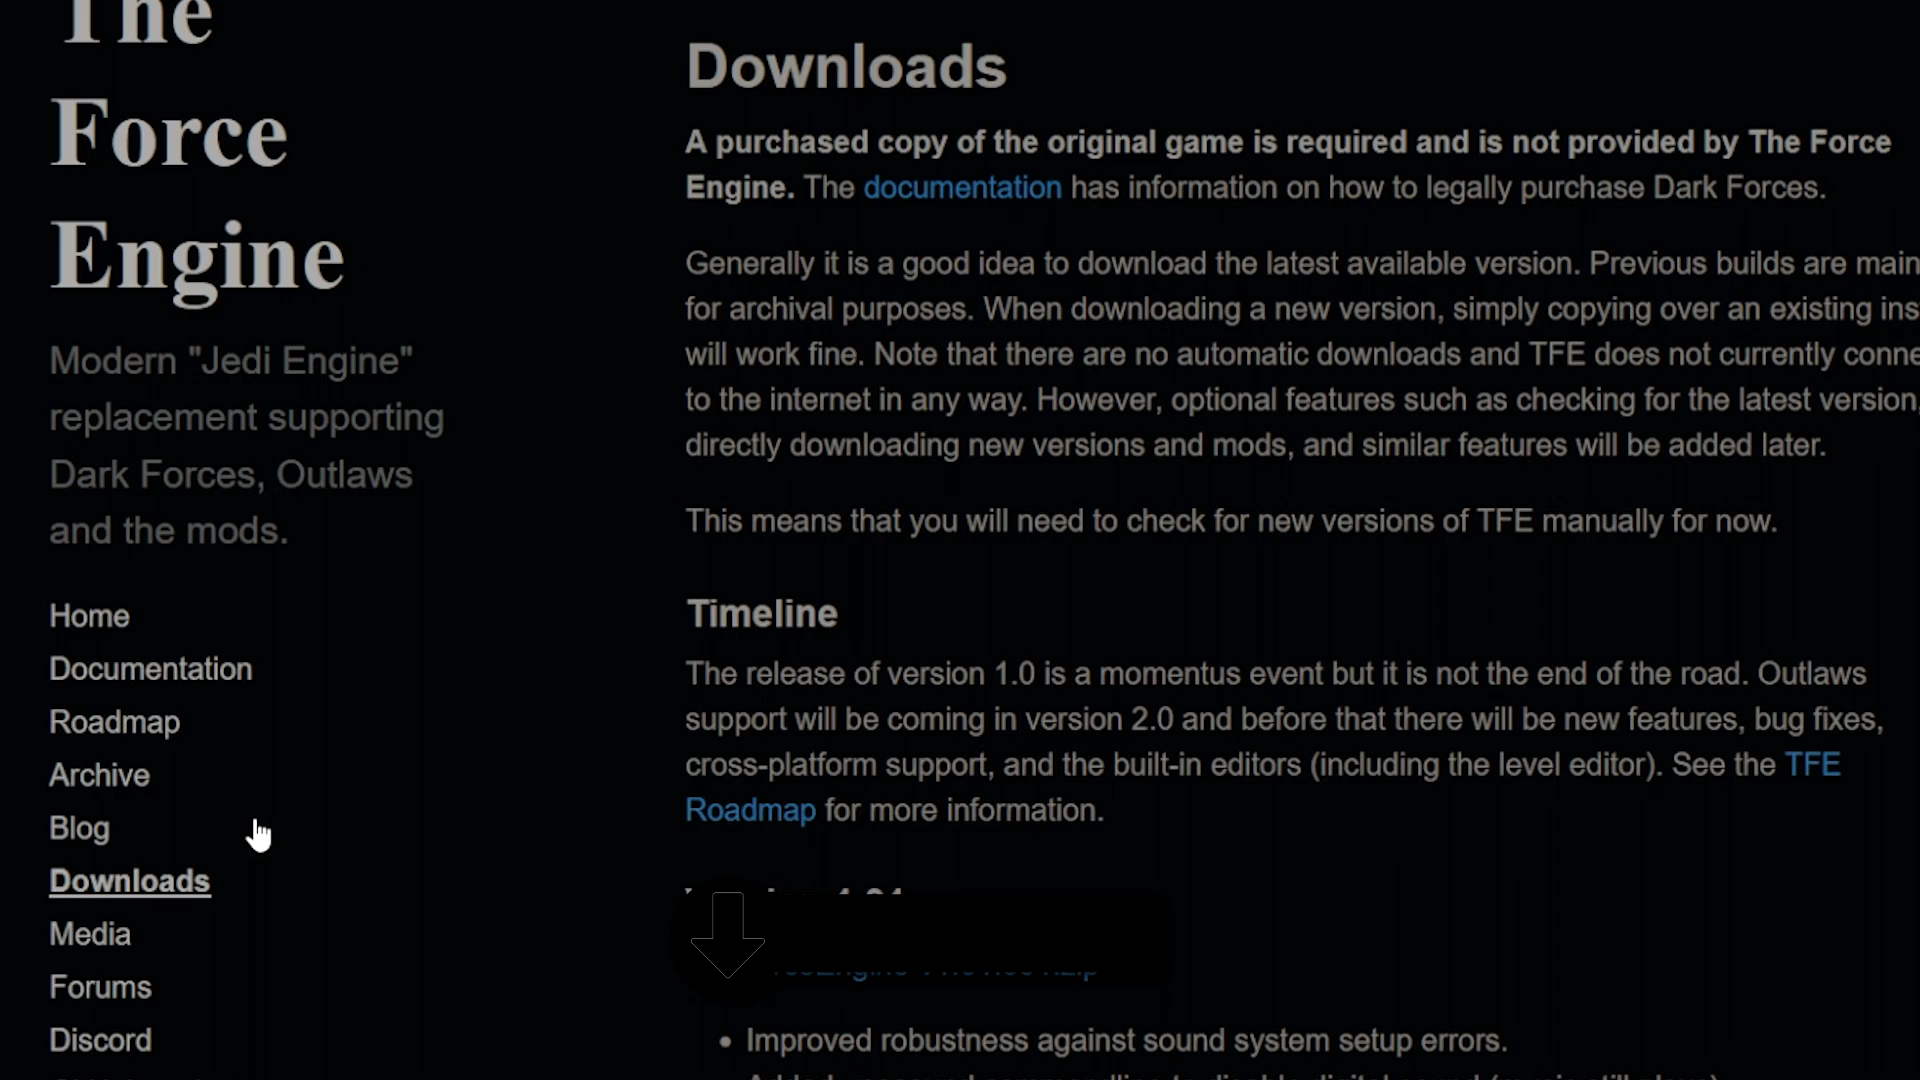 The
Force
Engine
Modern "Jedi Engine"
replacement supporting
Dark Forces, Outlaws
and the mods.
Home
Documentation
Roadmap
Archive
Blog
Downloads
Media
Forums
Discord
Downloads
A purchased copy of the original game is required and is not provided by The Force
Engine. The documentation has information on how to legally purchase Dark Forces.
Generally it is a good idea to download the latest available version. Previous builds are main
for archival purposes. When downloading a new version, simply copying over an existing ins
will work fine. Note that there are no automatic downloads and TFE does not currently conne
to the internet in any way. However, optional features such as checking for the latest version,
directly downloading new versions and mods, and similar features will be added later.
This means that you will need to check for new versions of TFE manually for now.
Timeline
The release of version 1.0 is a momentus event but it is not the end of the road. Outlaws
support will be coming in version 2.0 and before that there will be new features, bug fixes,
cross-platform support, and the built-in editors (including the level editor). See the TFE
Roadmap for more information.
• Improved robustness against sound system setup errors.